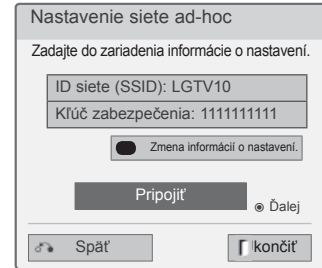 Nastavenie siete ad-hoc
Zadajte do zariadenia informácie o nastavení.
ID siete (SSID): LGTV10
Kľúč zabezpečenia: 1111111111
Zmena informácií o nastavení.
Pripojiť
Ďalej
Späť
končiť